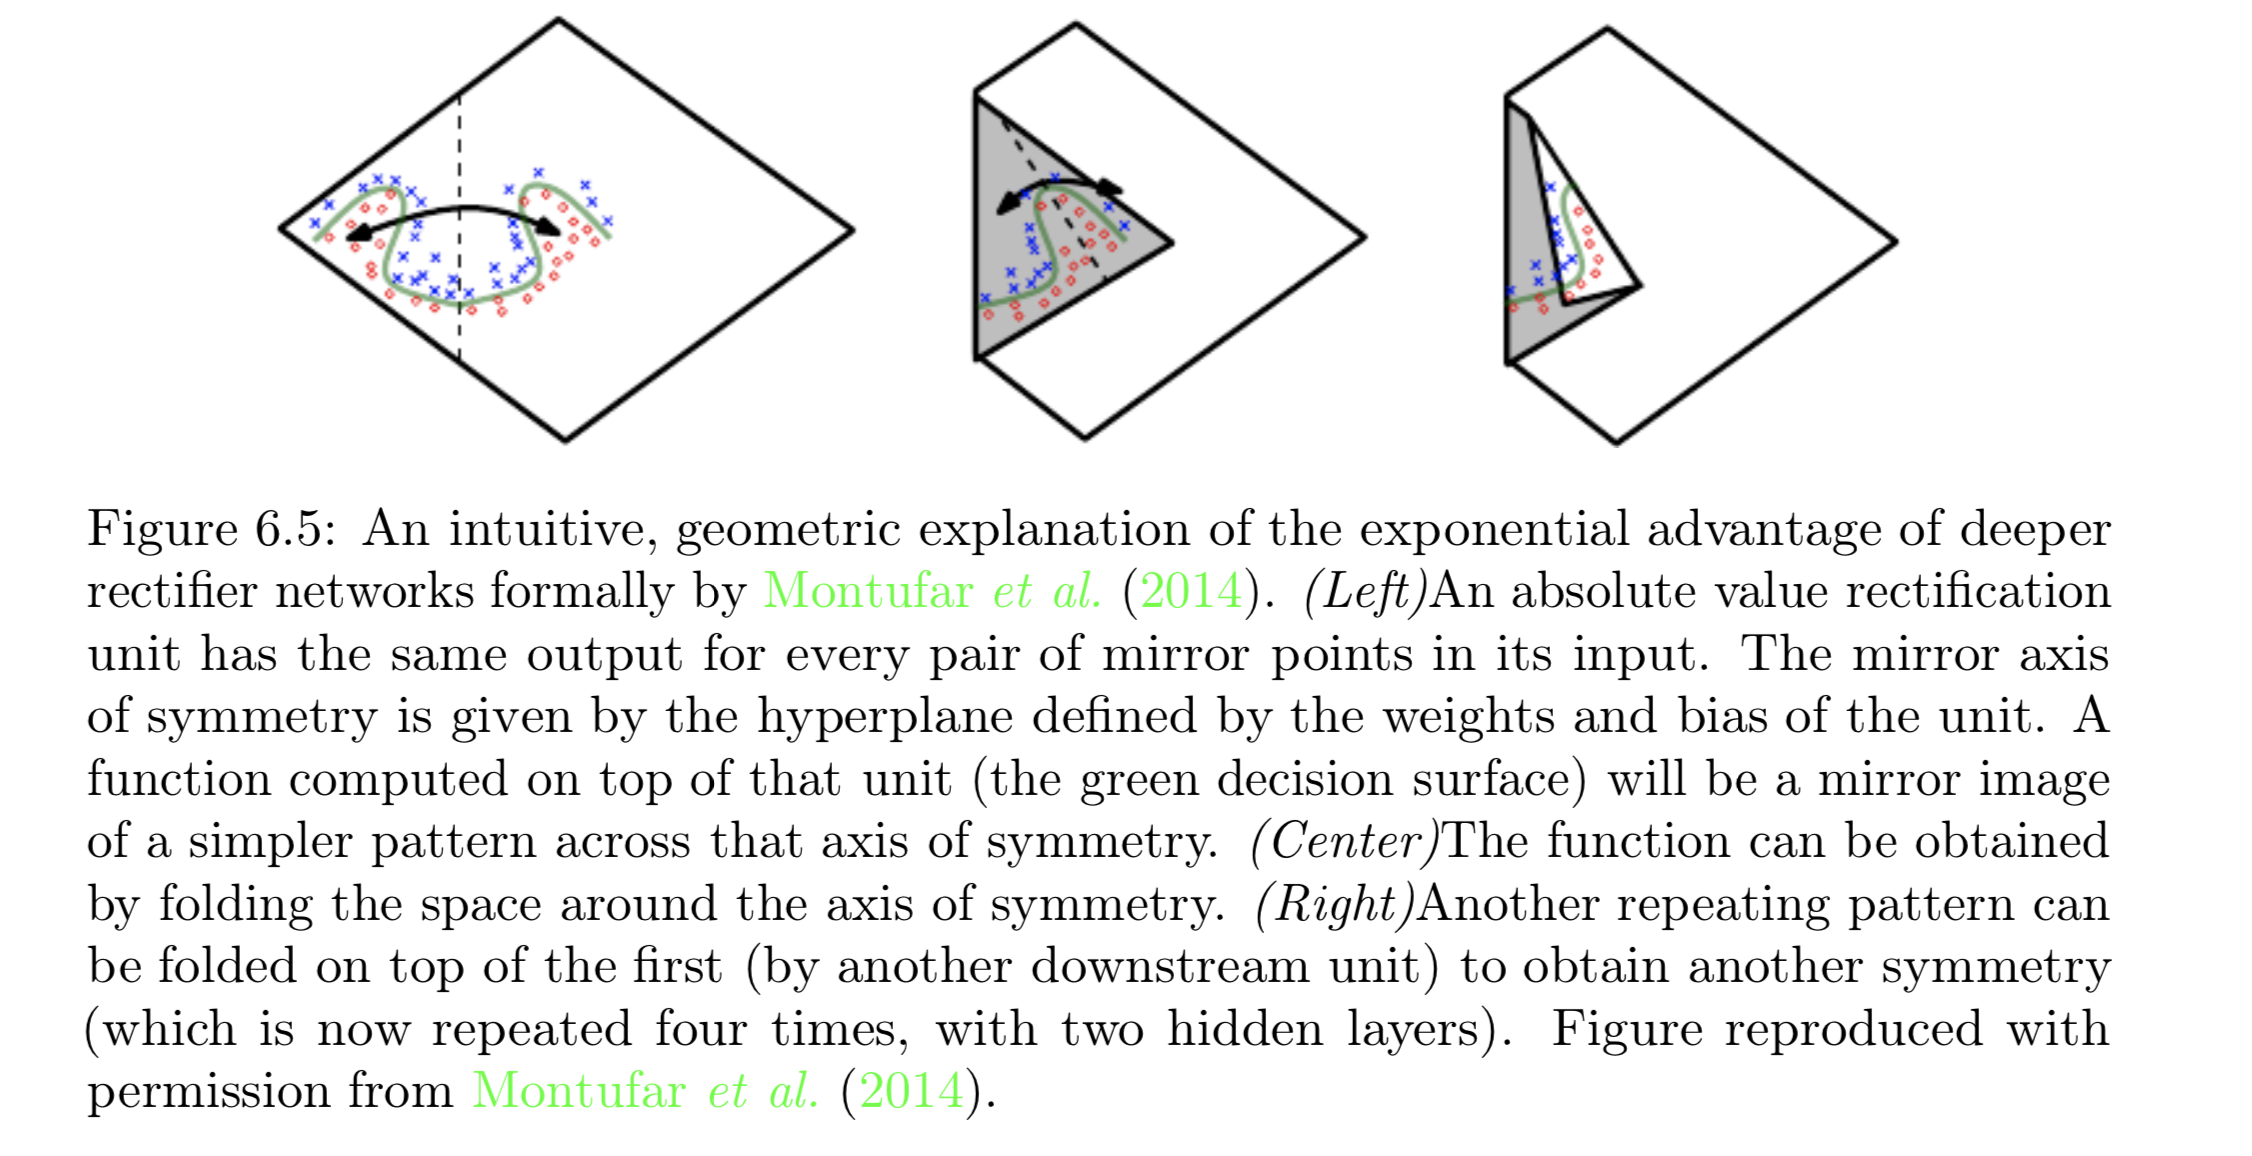 Figure 6.5: An intuitive, geometric explanation of the exponential advantage of deeper
rectifier networks formally by Montufar et al. (2014). (Left)An absolute value rectification
unit has the same output for every pair of mirror points in its input. The mirror axis
of symmetry is given by the hyperplane defined by the weights and bias of the unit. A
function computed on top of that unit (the green decision surface) will be a mirror image
of a simpler pattern across that axis of symmetry. (Center)The function can be obtained
by folding the space around the axis of symmetry. (Right)Another repeating pattern can
be folded on top of the first (by another downstream unit) to obtain another symmetry
(which is now repeated four times, with two hidden layers). Figure reproduced with
permission from Montufar et al. (2014).